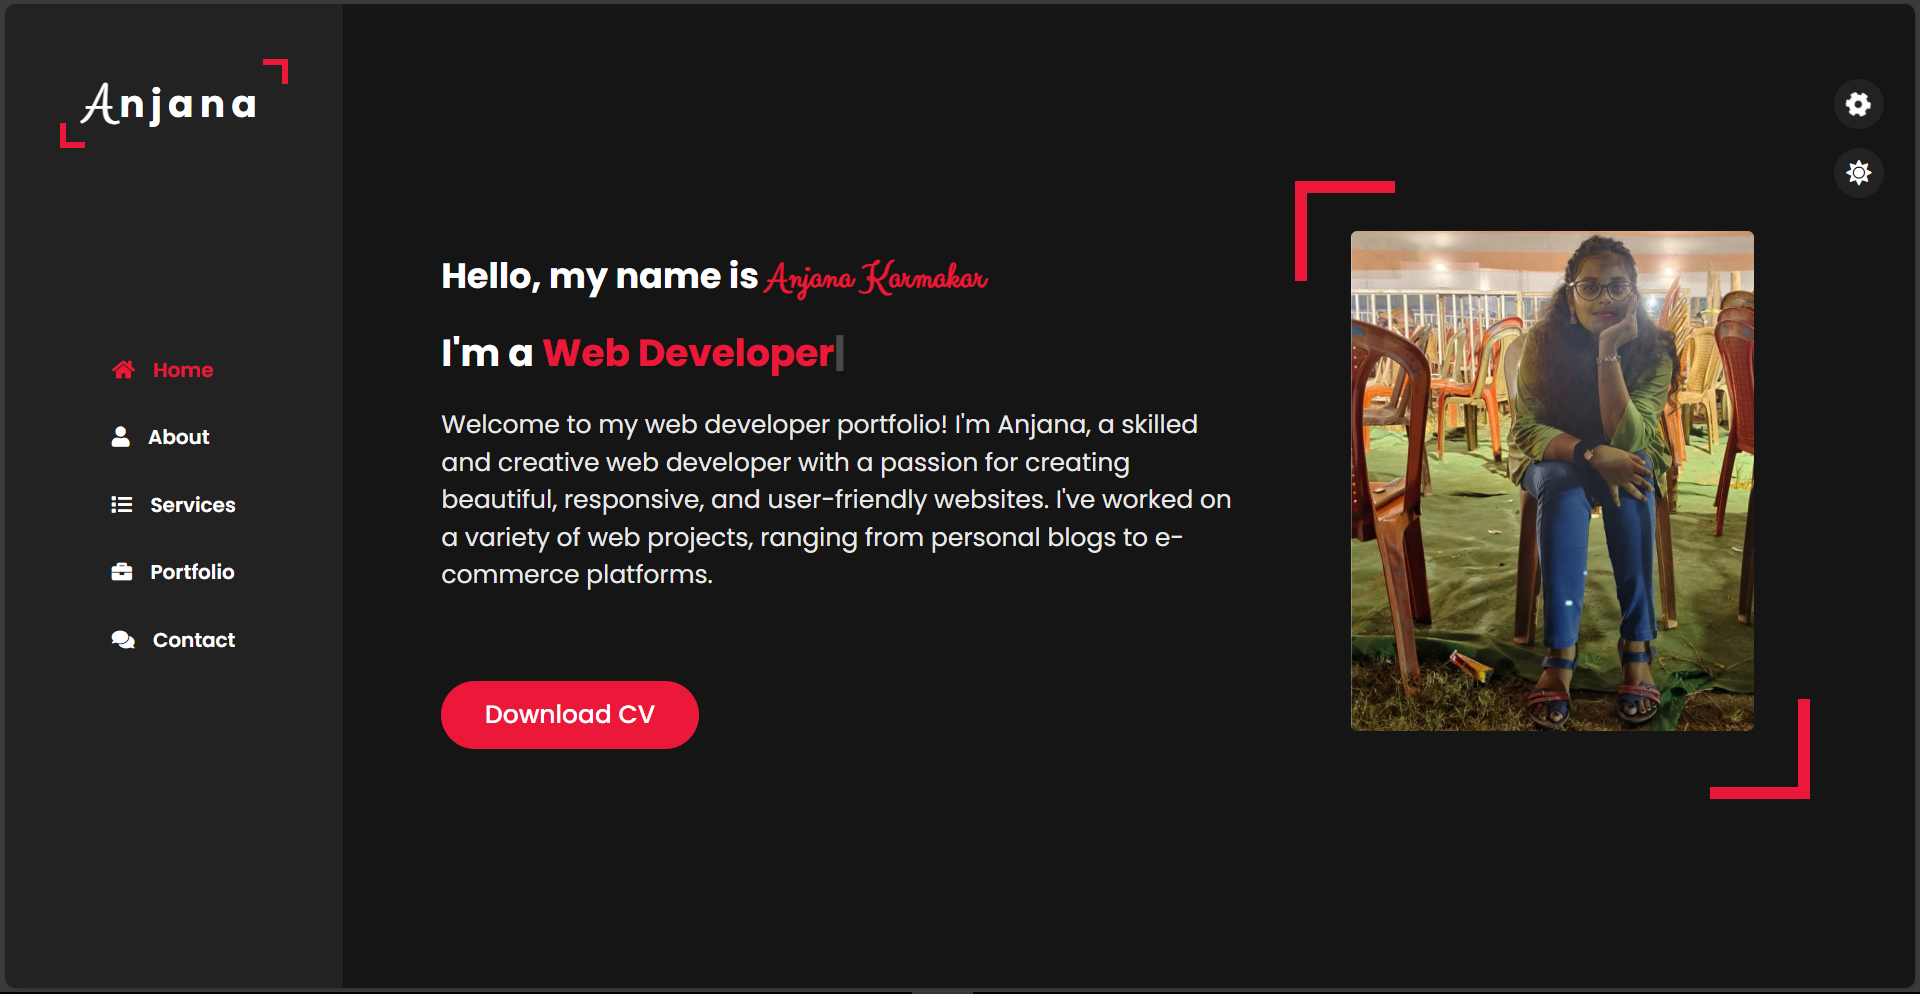 Anjana
Home
About
Services
Portfolio
Contact
Hello, my name is Anjana Karmakar
I'm a Web Developer
Welcome to my web developer portfolio! I'm Anjana, a skilled
and creative web developer with a passion for creating
beautiful, responsive, and user-friendly websites. I've worked on
a variety of web projects, ranging from personal blogs to e-
commerce platforms.
Download CV